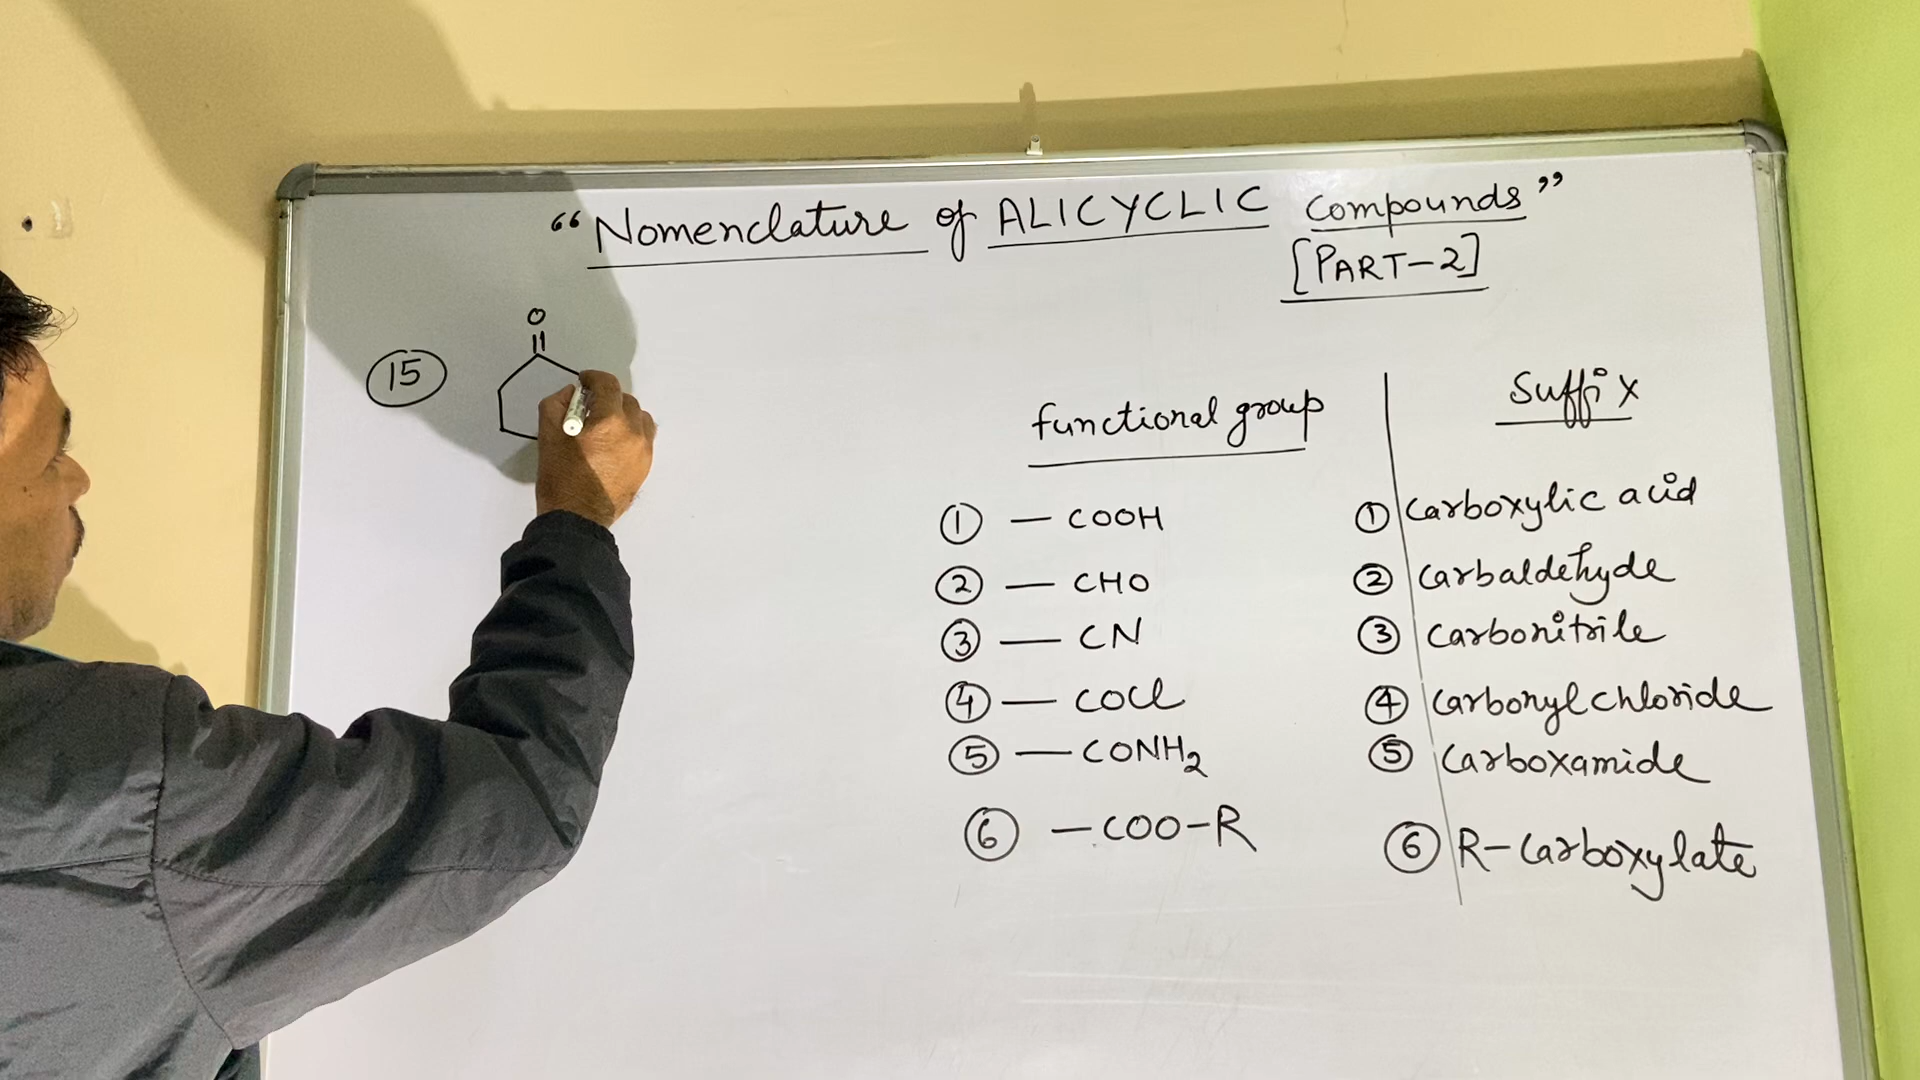 “Nomenclature of ALICYCLIC Compounds”
[PART-2]
15
O
functional group
Suffix
1 — COOH
1 Carboxylic acid
2 — CHO
2 Carbaldehyde
3 — CN
3 Carbonitrile
4 — COCl
4 Carbonyl chloride
5 — CONH2
5 Carboxamide
6 — COO-R
6 R-Carboxylate